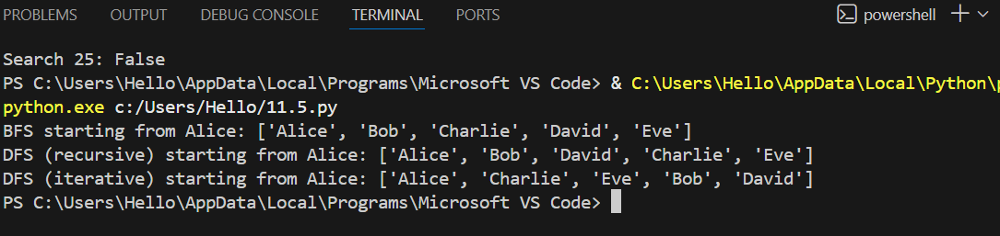 PROBLEMS OUTPUT DEBUG CONSOLE TERMINAL PORTS powershell
Search 25: False
PS C:\Users\Hello\AppData\Local\Programs\Microsoft VS Code> & C:\Users\Hello\AppData\Local\Python\
python.exe c:/Users/Hello/11.5.py
BFS starting from Alice: ['Alice', 'Bob', 'Charlie', 'David', 'Eve']
DFS (recursive) starting from Alice: ['Alice', 'Bob', 'David', 'Charlie', 'Eve']
DFS (iterative) starting from Alice: ['Alice', 'Charlie', 'Eve', 'Bob', 'David']
PS C:\Users\Hello\AppData\Local\Programs\Microsoft VS Code>